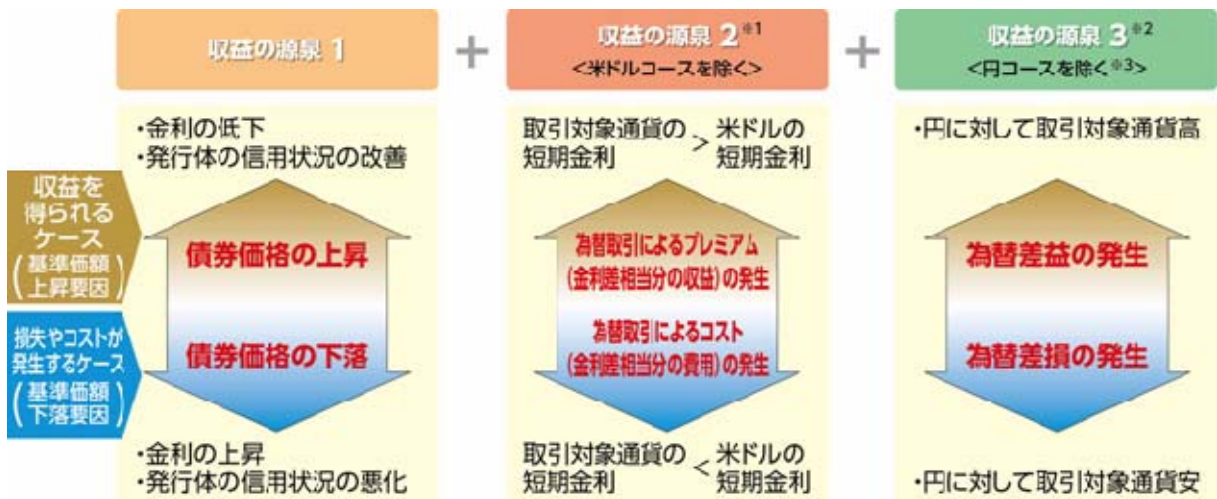 収益の源泉 1
+
収益の源泉 2※1
<米ドルコースを除く>
+
収益の源泉 3※2
<円コースを除く※3>
・金利の低下
・発行体の信用状況の改善
取引対象通貨の
短期金利
>
米ドルの
短期金利
・円に対して取引対象通貨高
収益を
得られる
ケース
(基準価額
上昇要因)
債券価格の上昇
為替取引によるプレミアム
(金利差相当分の収益)の発生
為替差益の発生
損失やコストが
発生するケース
(基準価額
下落要因)
債券価格の下落
為替取引によるコスト
(金利差相当分の費用)の発生
為替差損の発生
・金利の上昇
・発行体の信用状況の悪化
取引対象通貨の
短期金利
<
米ドルの
短期金利
・円に対して取引対象通貨安